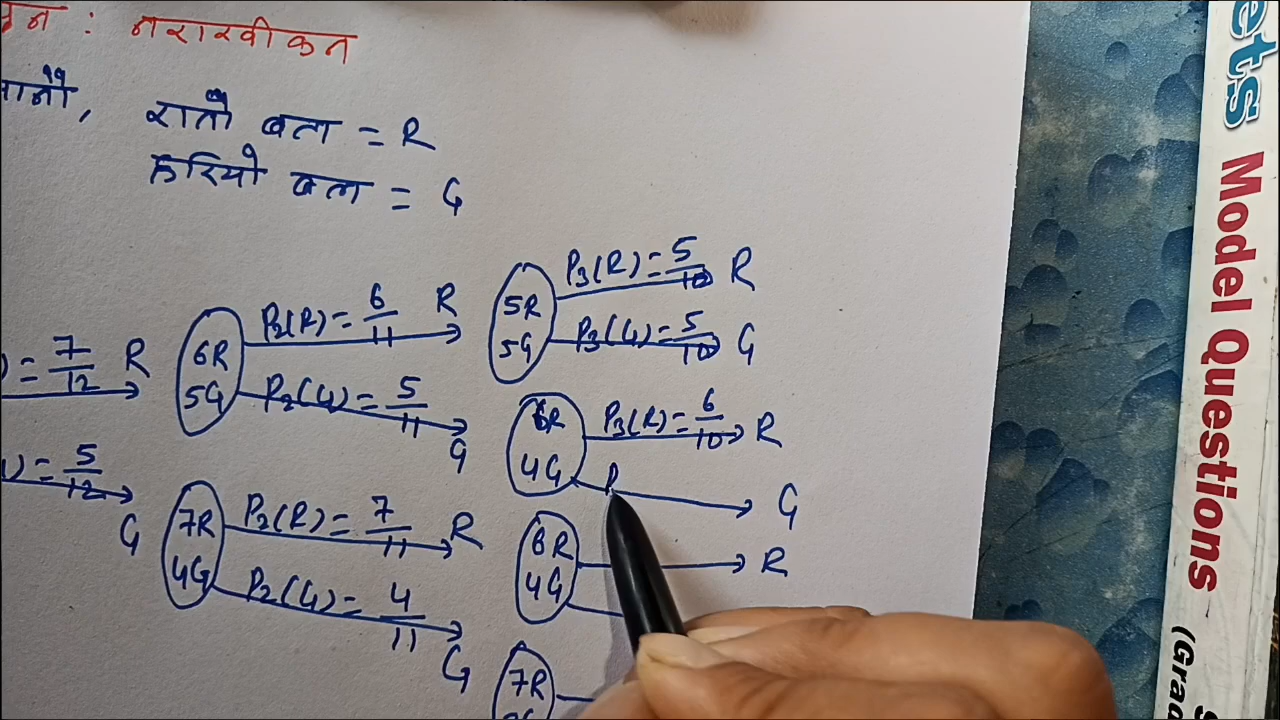 न : नराखीकन
मानौं,
रातो बल = R
हरियो बल = G
) = 7/12 R
) = 5/12 G
6R 5G
P₂(R) = 6/11 R
P₂(G) = 5/11 G
7R 4G
P₂(R) = 7/11 R
P₂(G) = 4/11 G
5R 5G
P₃(R) = 5/10 R
P₃(G) = 5/10 G
6R 4G
P₃(R) = 6/10 R
P G
6R 4G
R
7R
ets Model Questions
(Grad